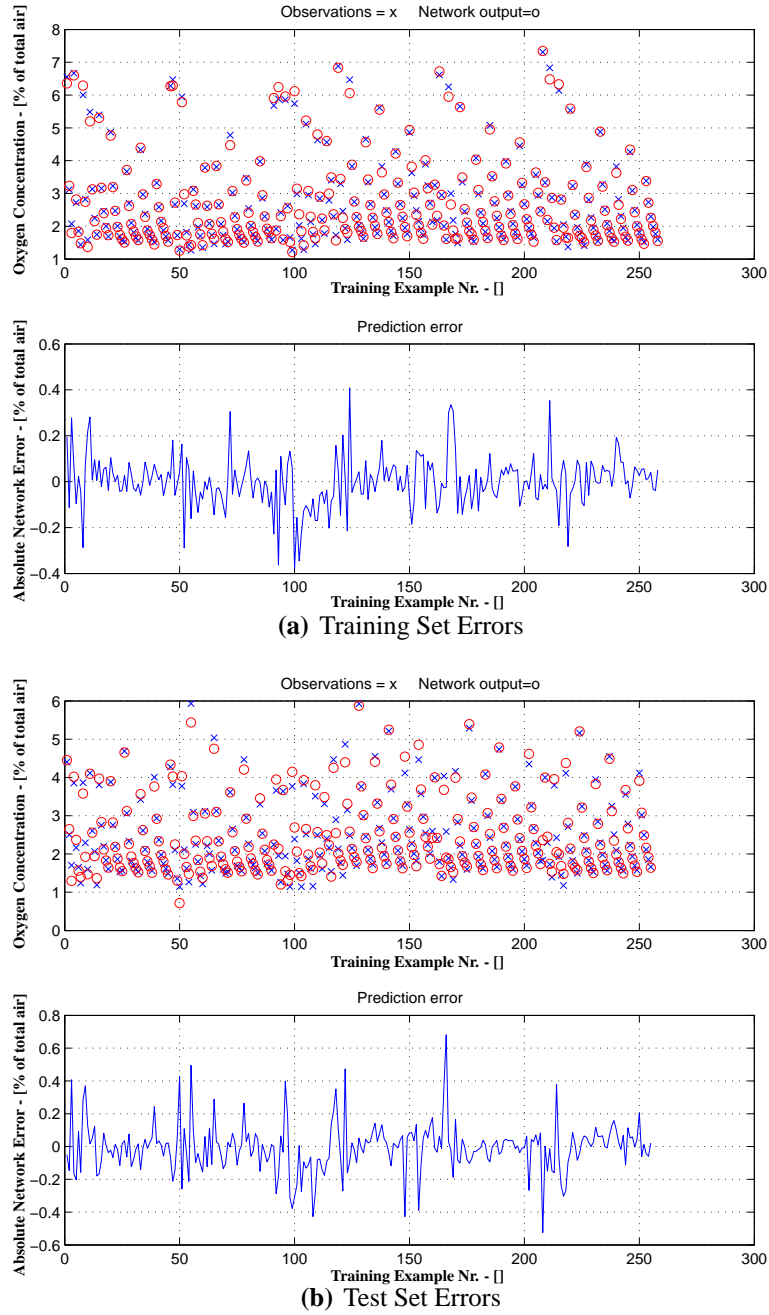 Observations = x Network output=o
Oxygen Concentration - [% of total air]
8
7
6
5
4
3
2
1
0 50 100 150 200 250 300
Training Example Nr. - []
Prediction error
Absolute Network Error - [% of total air]
0.6
0.4
0.2
0
−0.2
−0.4
0 50 100 150 200 250 300
Training Example Nr. - []
(a) Training Set Errors
Observations = x Network output=o
Oxygen Concentration - [% of total air]
6
5
4
3
2
1
0
0 50 100 150 200 250 300
Training Example Nr. - []
Prediction error
Absolute Network Error - [% of total air]
0.8
0.6
0.4
0.2
0
−0.2
−0.4
−0.6
0 50 100 150 200 250 300
Training Example Nr. - []
(b) Test Set Errors